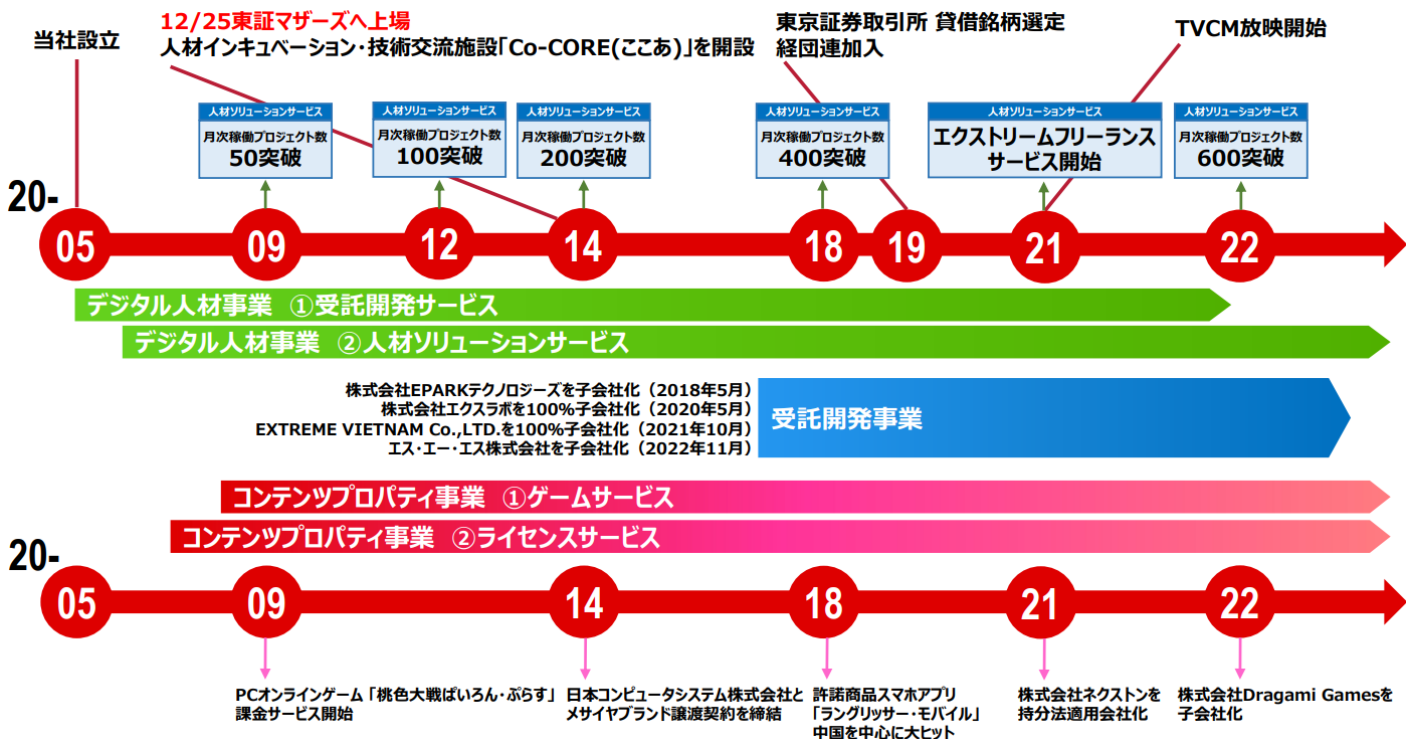 当社設立
12/25東証マザーズへ上場
人材インキュベーション・技術交流施設「Co-CORE(ここあ)」を開設
東京証券取引所 貸借銘柄選定
経団連加入
TVCM放映開始
人材ソリューションサービス
月次稼働プロジェクト数
50突破
人材ソリューションサービス
月次稼働プロジェクト数
100突破
人材ソリューションサービス
月次稼働プロジェクト数
200突破
人材ソリューションサービス
月次稼働プロジェクト数
400突破
人材ソリューションサービス
エクストリームフリーランス
サービス開始
人材ソリューションサービス
月次稼働プロジェクト数
600突破
20-
05
09
12
14
18
19
21
22
デジタル人材事業 ①受託開発サービス
デジタル人材事業 ②人材ソリューションサービス
株式会社EPARKテクノロジーズを子会社化（2018年5月）
株式会社エクスラボを100%子会社化（2020年5月）
EXTREME VIETNAM Co.,LTD.を100%子会社化（2021年10月）
エス・エー・エス株式会社を子会社化（2022年11月）
受託開発事業
コンテンツプロパティ事業 ①ゲームサービス
コンテンツプロパティ事業 ②ライセンスサービス
20-
05
09
14
18
21
22
PCオンラインゲーム「桃色大戦ぱいろん・ぷらす」
課金サービス開始
日本コンピュータシステム株式会社と
メサイヤブランド譲渡契約を締結
許諾商品スマホアプリ
「ラングリッサー・モバイル」
中国を中心に大ヒット
株式会社ネクストンを
持分法適用会社化
株式会社Dragami Gamesを
子会社化